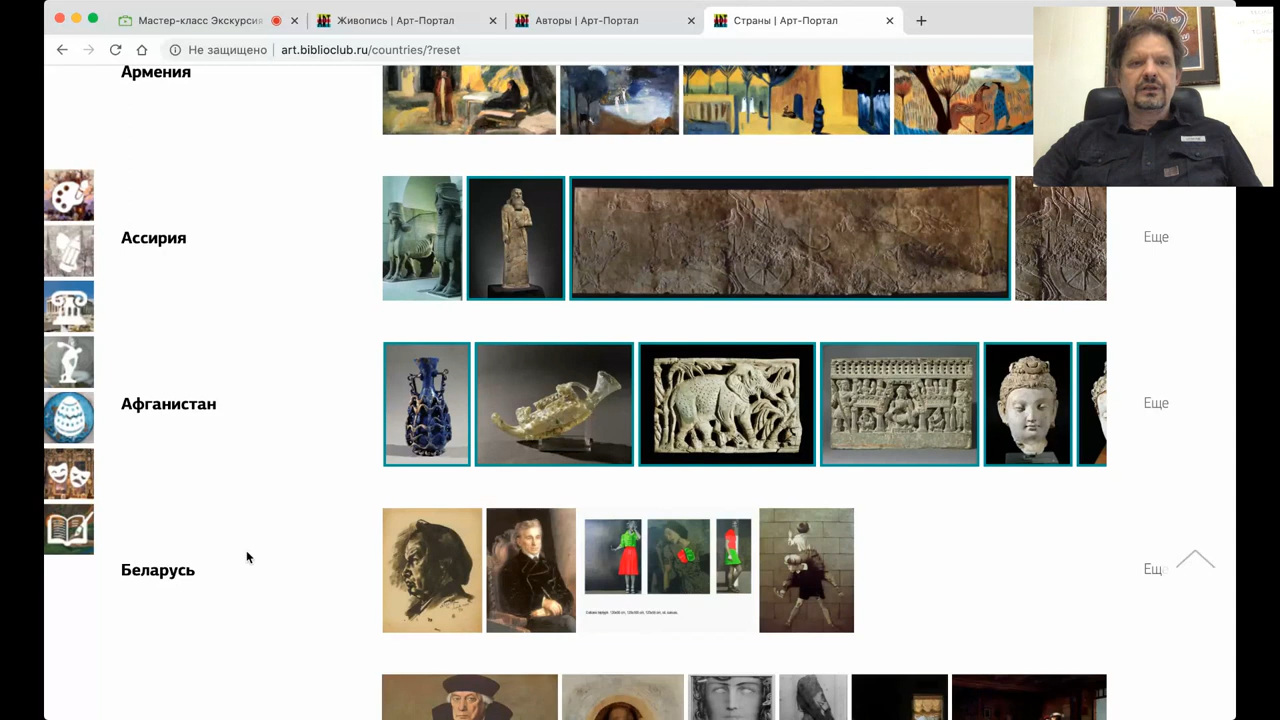 Мастер-класс Экскурсия
Живопись | Арт-Портал
Авторы | Арт-Портал
Страны | Арт-Портал
Не защищено
art.biblioclub.ru/countries/?reset
Армения
Ассирия
Еще
Афганистан
Еще
Беларусь
Еще